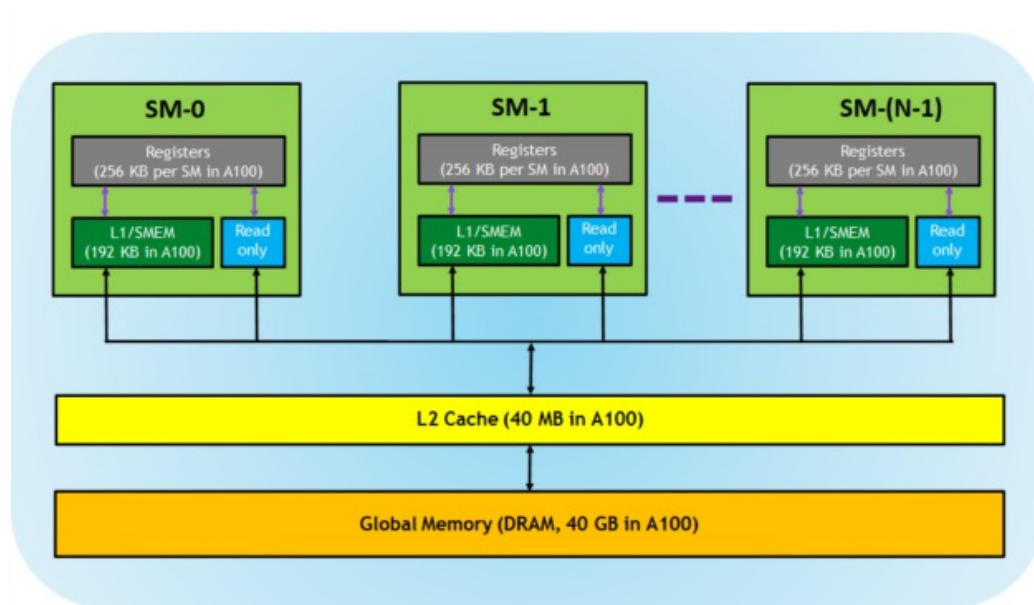 SM-0
Registers
(256 KB per SM in A100)
L1/SMEM
(192 KB in A100)
Read
only
SM-1
Registers
(256 KB per SM in A100)
L1/SMEM
(192 KB in A100)
Read
only
SM-(N-1)
Registers
(256 KB per SM in A100)
L1/SMEM
(192 KB in A100)
Read
only
L2 Cache (40 MB in A100)
Global Memory (DRAM, 40 GB in A100)